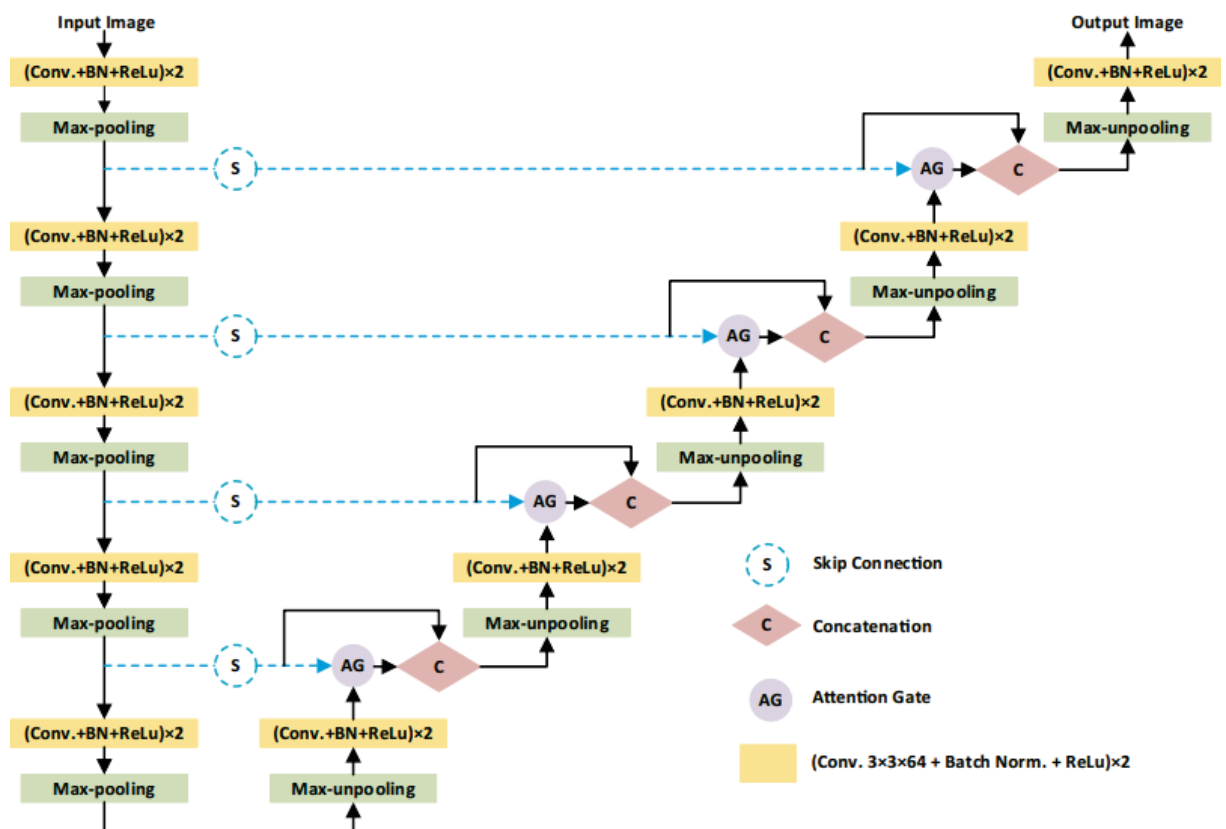 Input Image
Output Image
(Conv.+BN+ReLu)×2
(Conv.+BN+ReLu)×2
Max-pooling
Max-unpooling
S
AG
C
(Conv.+BN+ReLu)×2
(Conv.+BN+ReLu)×2
Max-pooling
Max-unpooling
S
AG
C
(Conv.+BN+ReLu)×2
(Conv.+BN+ReLu)×2
Max-pooling
Max-unpooling
S
AG
C
(Conv.+BN+ReLu)×2
(Conv.+BN+ReLu)×2
S
Skip Connection
Max-pooling
Max-unpooling
C
Concatenation
S
AG
C
AG
Attention Gate
(Conv.+BN+ReLu)×2
(Conv.+BN+ReLu)×2
(Conv. 3×3×64 + Batch Norm. + ReLu)×2
Max-pooling
Max-unpooling